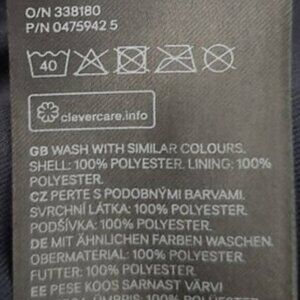 O/N 338180
P/N 0475942 5
40
clevercare.info
GB WASH WITH SIMILAR COLOURS.
SHELL: 100% POLYESTER. LINING: 100%
POLYESTER.
CZ PERTE S PODOBNÝMI BARVAMI.
SVRCHNÍ LÁTKA: 100% POLYESTER.
PODŠÍVKA: 100% POLYESTER.
DE MIT ÄHNLICHEN FARBEN WASCHEN.
OBERMATERIAL: 100% POLYESTER.
FUTTER: 100% POLYESTER.
EE PESE KOOS SARNAST VÄRVI
100% POLYESTER